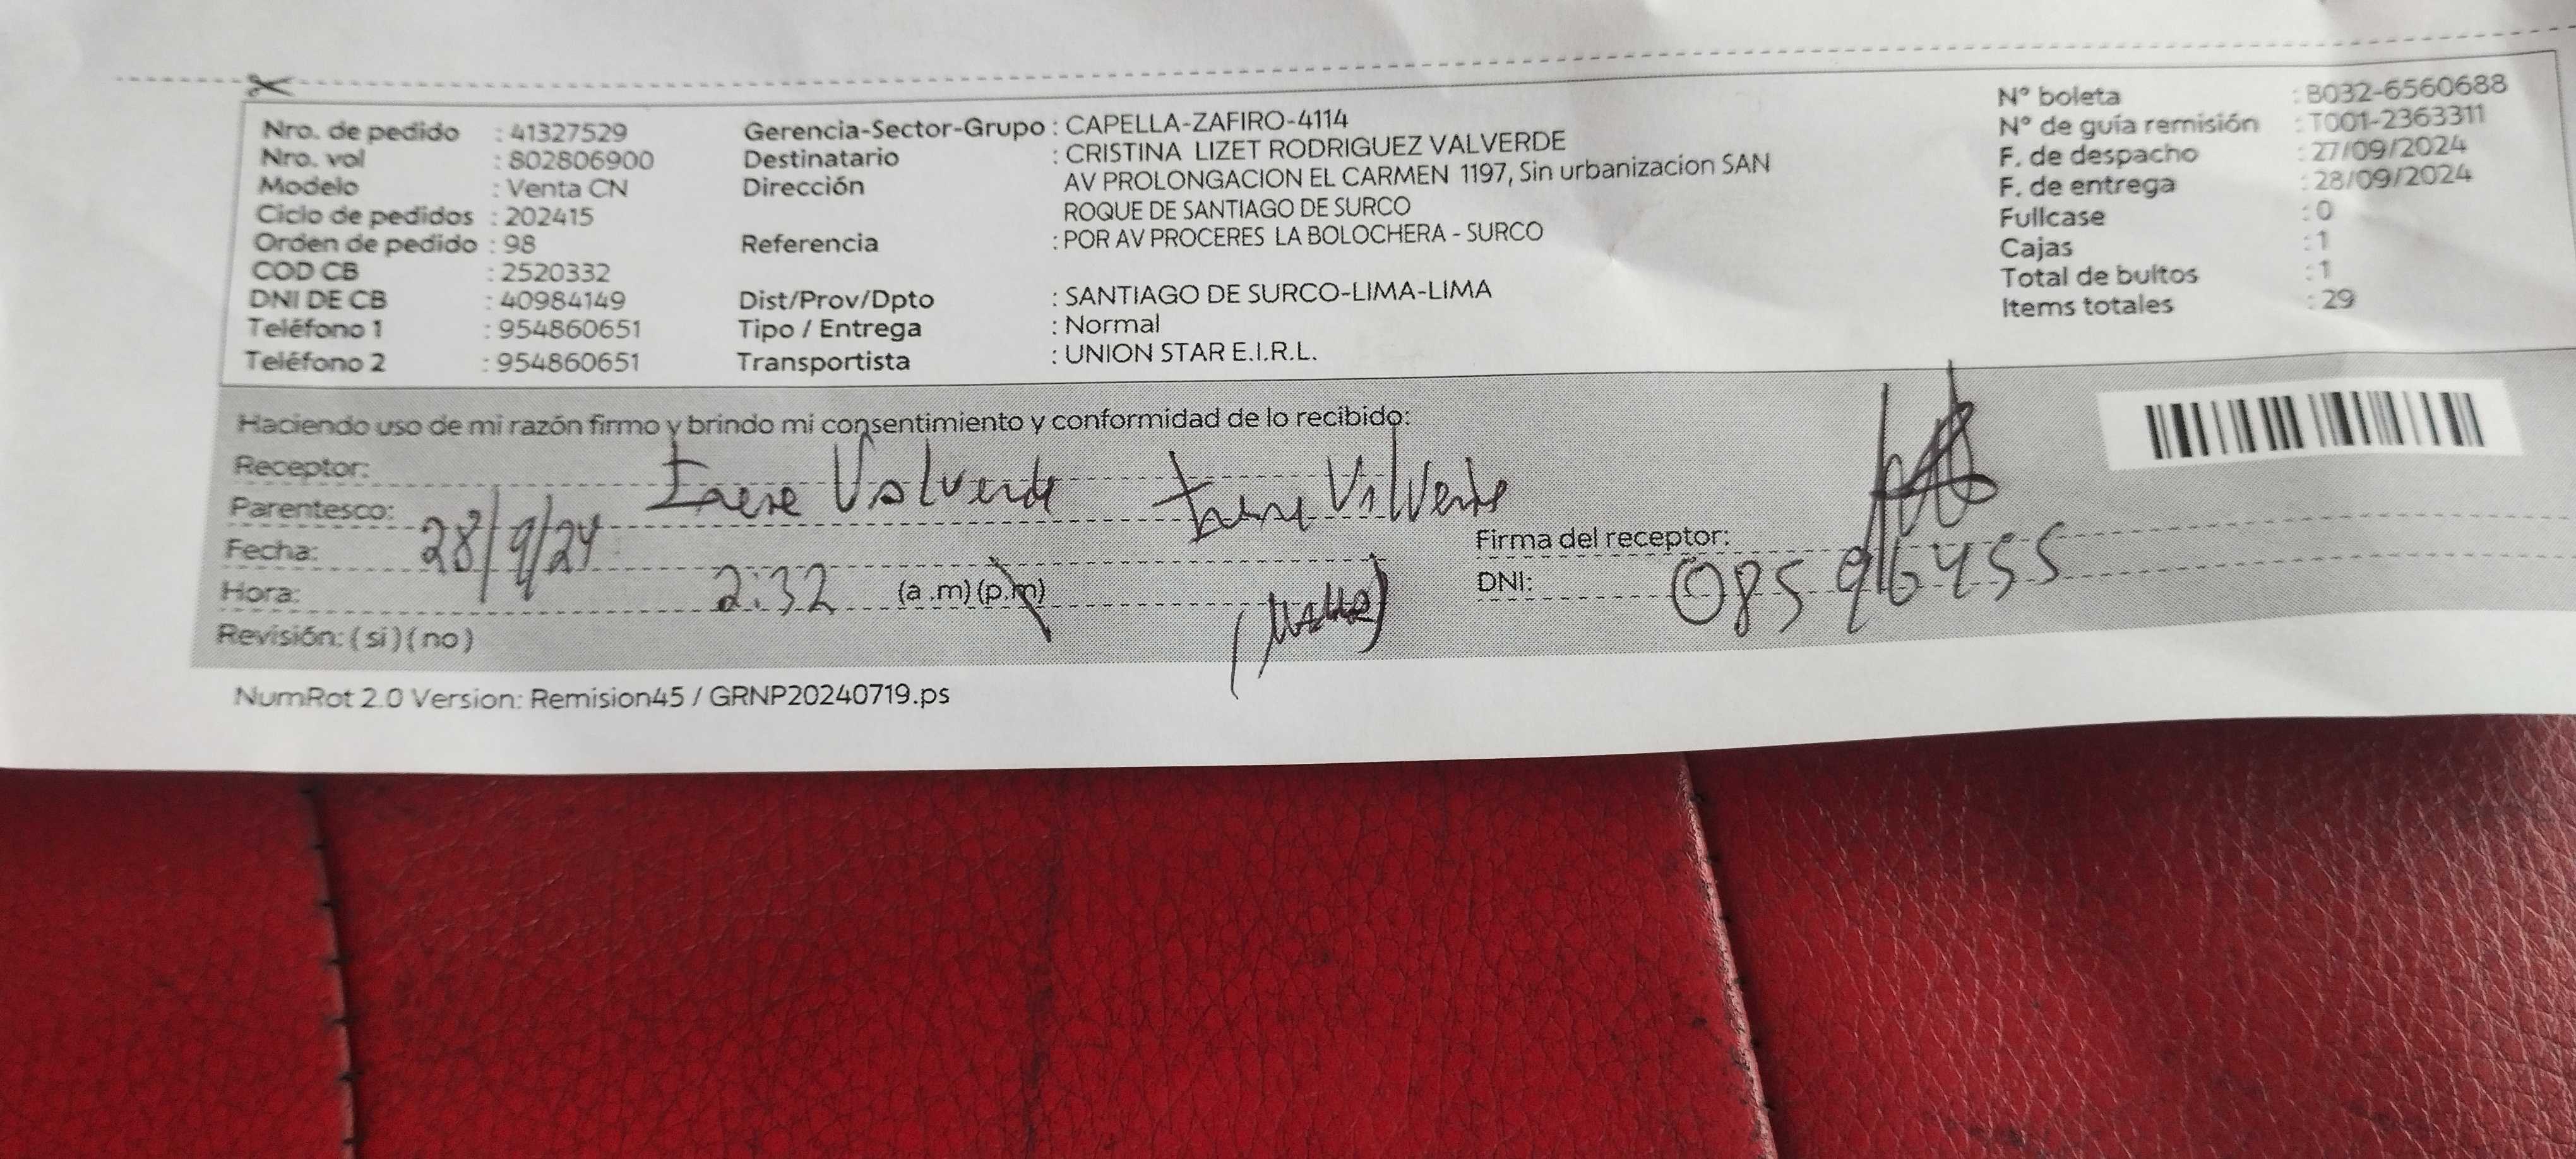 Nro. de pedido : 41327529
Nro. vol : 802806900
Modelo : Venta CN
Ciclo de pedidos : 202415
Orden de pedido : 98
COD CB : 2520332
DNI DE CB : 40984149
Teléfono 1 : 954860651
Teléfono 2 : 954860651
Gerencia-Sector-Grupo : CAPELLA-ZAFIRO-4114
Destinatario : CRISTINA LIZET RODRIGUEZ VALVERDE
Dirección AV PROLONGACION EL CARMEN 1197, Sin urbanizacion SAN
ROQUE DE SANTIAGO DE SURCO
Referencia : POR AV PROCERES LA BOLOCHERA - SURCO
Dist/Prov/Dpto : SANTIAGO DE SURCO-LIMA-LIMA
Tipo / Entrega : Normal
Transportista : UNION STAR E.I.R.L.
N° boleta : B032-6560688
N° de guía remisión : T001-2363311
F. de despacho : 27/09/2024
F. de entrega : 28/09/2024
Fullcase : 0
Cajas : 1
Total de bultos : 1
Items totales : 29
Haciendo uso de mi razón firmo y brindo mi consentimiento y conformidad de lo recibido:
Receptor: Irene Valverde Irene Valverde
Parentesco:
Fecha: 28/9/24
Hora: 2:32 (a.m) (p.m)
Revisión: ( si ) ( no )
Firma del receptor:
DNI: 08596455
NumRot 2.0 Version: Remision45 / GRNP20240719.ps